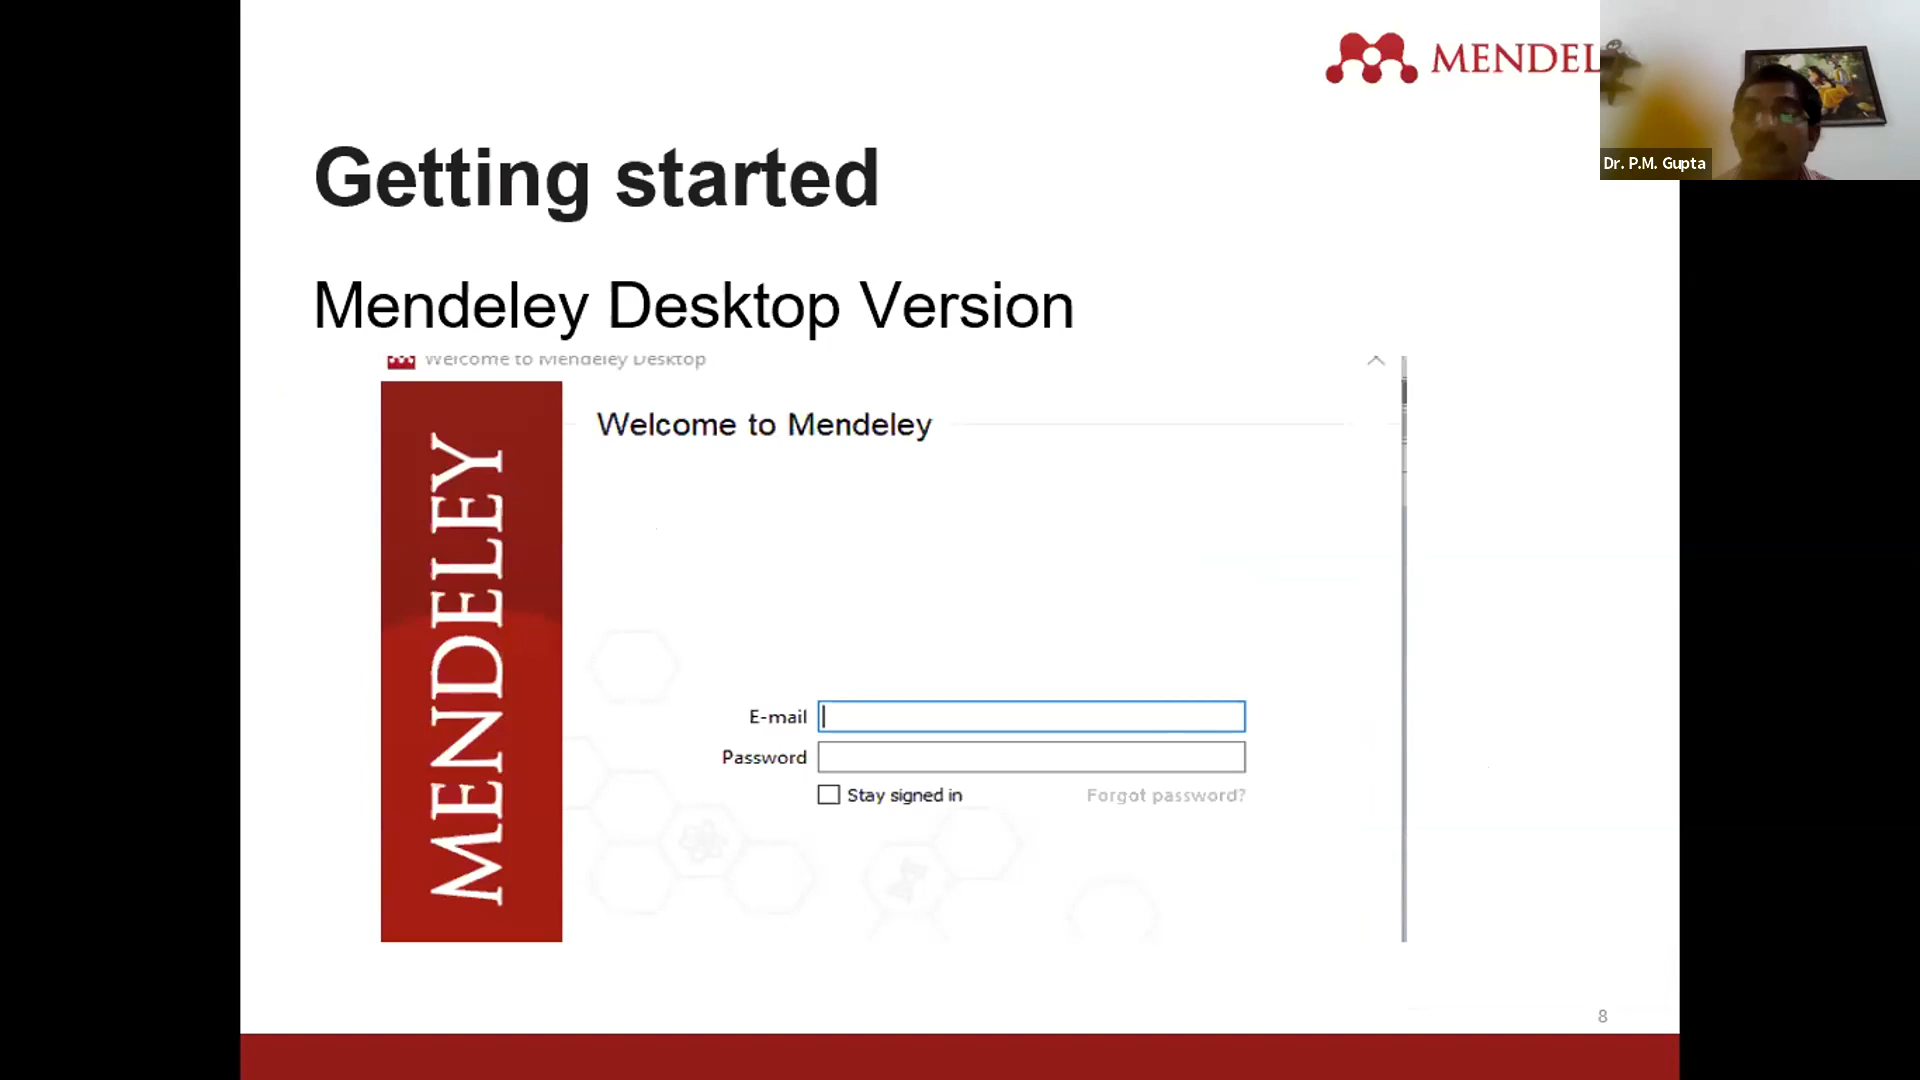 MENDEL
Dr. P.M. Gupta
Getting started
Mendeley Desktop Version
Welcome to Mendeley Desktop
MENDELEY
Welcome to Mendeley
E-mail
Password
Stay signed in
Forgot password?
8